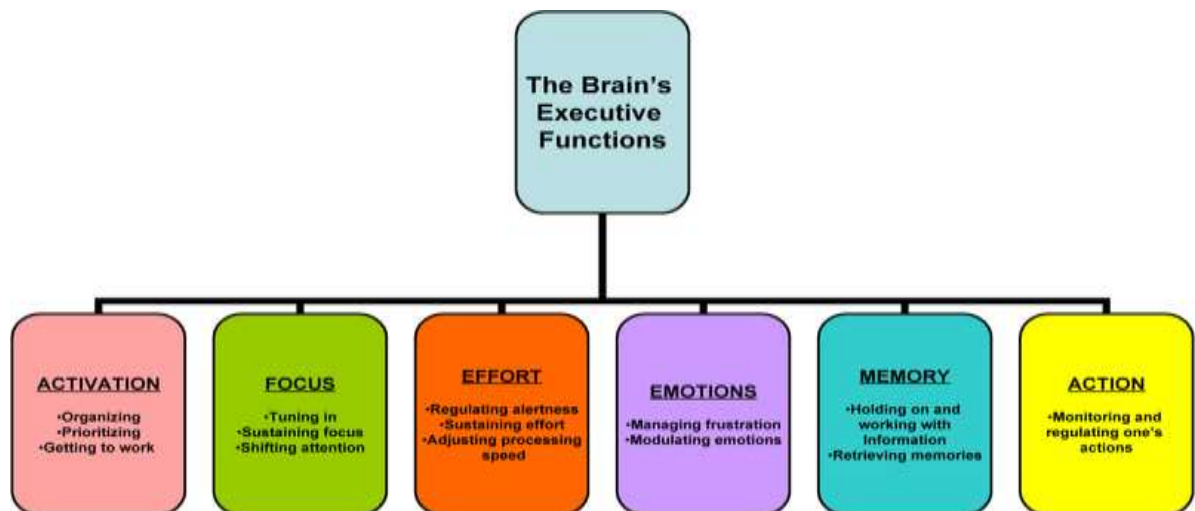 The Brain's
Executive
Functions
ACTIVATION
•Organizing
•Prioritizing
•Getting to work
FOCUS
•Tuning in
•Sustaining focus
•Shifting attention
EFFORT
•Regulating alertness
•Sustaining effort
•Adjusting processing
speed
EMOTIONS
•Managing frustration
•Modulating emotions
MEMORY
•Holding on and
working with
Information
•Retrieving memories
ACTION
•Monitoring and
regulating one's
actions